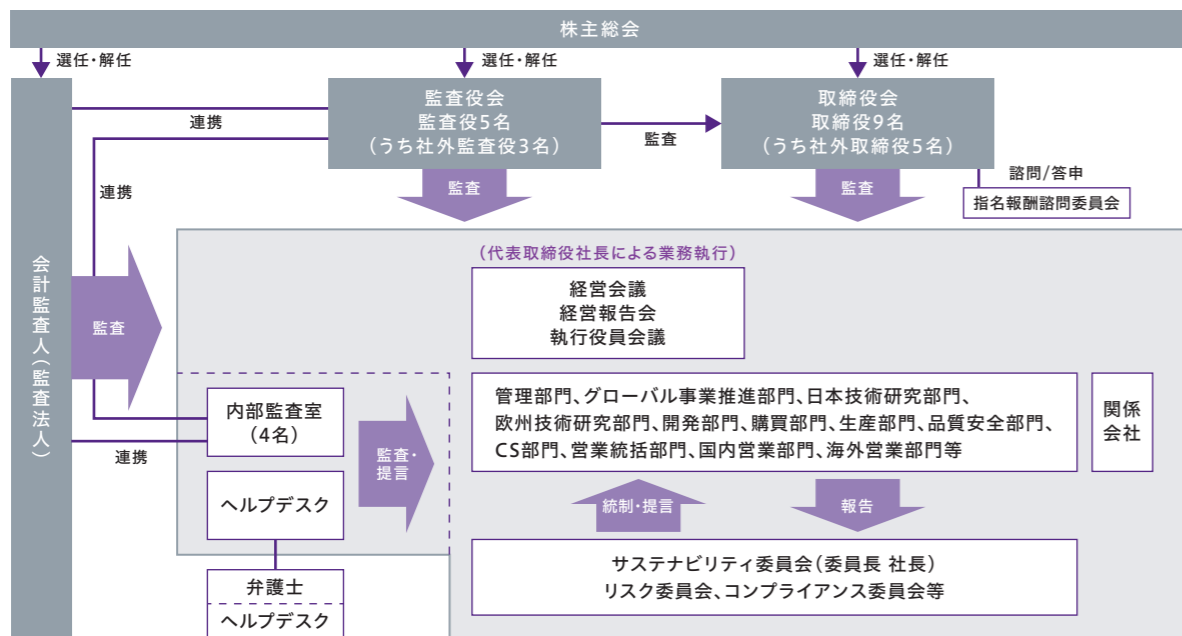 株主総会
選任・解任
選任・解任
選任・解任
監査役会
監査役5名
（うち社外監査役3名）
取締役会
取締役9名
（うち社外取締役5名）
連携
監査
連携
監査
監査
諮問/答申
指名報酬諮問委員会
会計監査人（監査法人）
監査
（代表取締役社長による業務執行）
経営会議
経営報告会
執行役員会議
内部監査室
（4名）
連携
ヘルプデスク
監査・
提言
管理部門、グローバル事業推進部門、日本技術研究部門、
欧州技術研究部門、開発部門、購買部門、生産部門、品質安全部門、
CS部門、営業統括部門、国内営業部門、海外営業部門等
関係
会社
統制・提言
報告
サステナビリティ委員会（委員長 社長）
リスク委員会、コンプライアンス委員会等
弁護士
ヘルプデスク